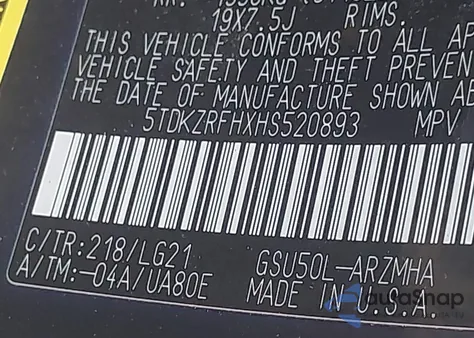 19X7.5J RIMS.
THIS VEHICLE CONFORMS TO ALL AP
VEHICLE SAFETY AND THEFT PREVEN
THE DATE OF MANUFACTURE SHOWN AB
5TDKZRFHXHS520893 MPV
C/TR:218/LG21 GSU50L-ARZMHA
A/TM:-04A/UA80E MADE IN U.S.A.
autoSnap